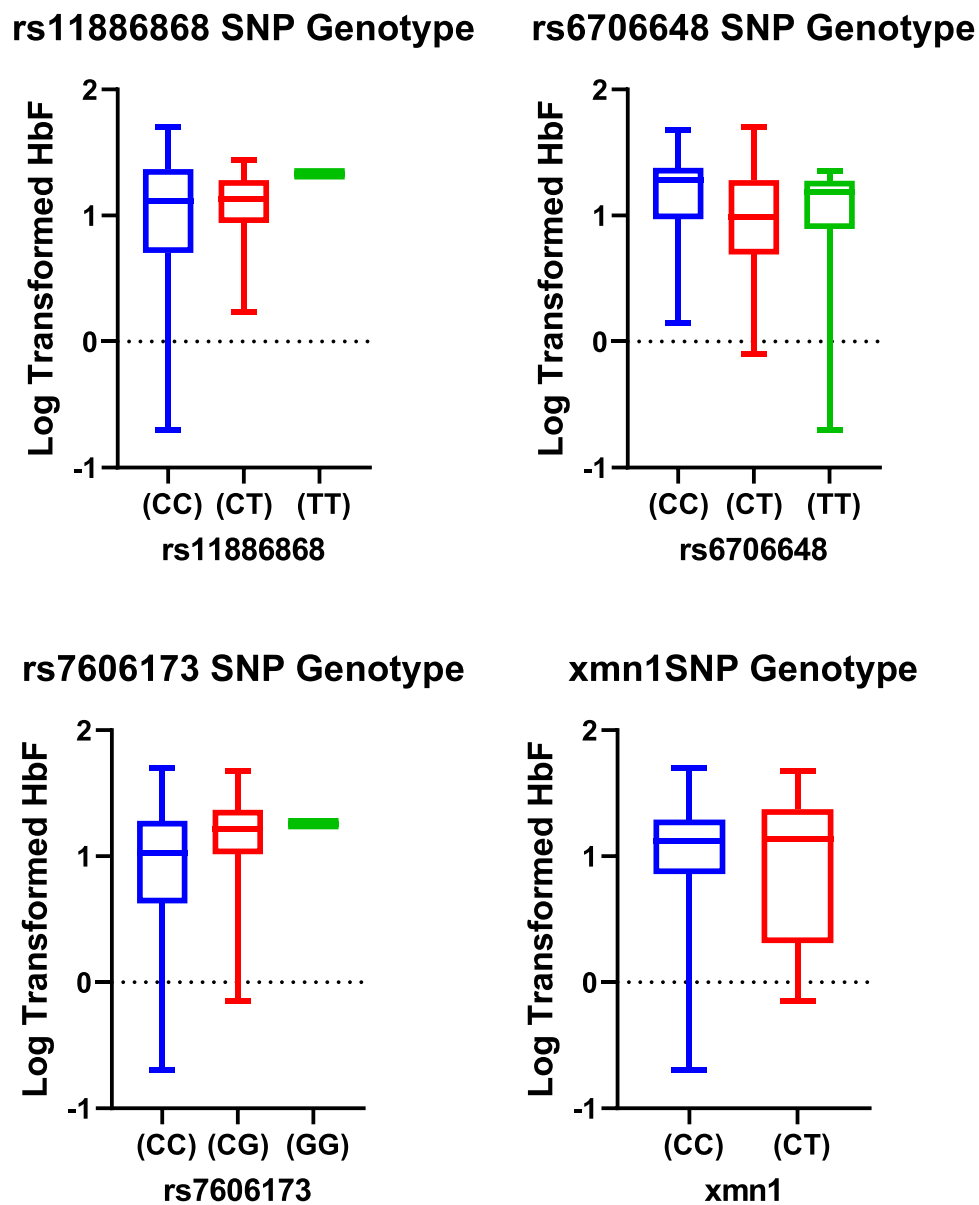 rs11886868 SNP Genotype
Log Transformed HbF
2
1
0
-1
(CC) (CT) (TT)
rs11886868
rs6706648 SNP Genotype
Log Transformed HbF
2
1
0
-1
(CC) (CT) (TT)
rs6706648
rs7606173 SNP Genotype
Log Transformed HbF
2
1
0
-1
(CC) (CG) (GG)
rs7606173
xmn1SNP Genotype
Log Transformed HbF
2
1
0
-1
(CC) (CT)
xmn1